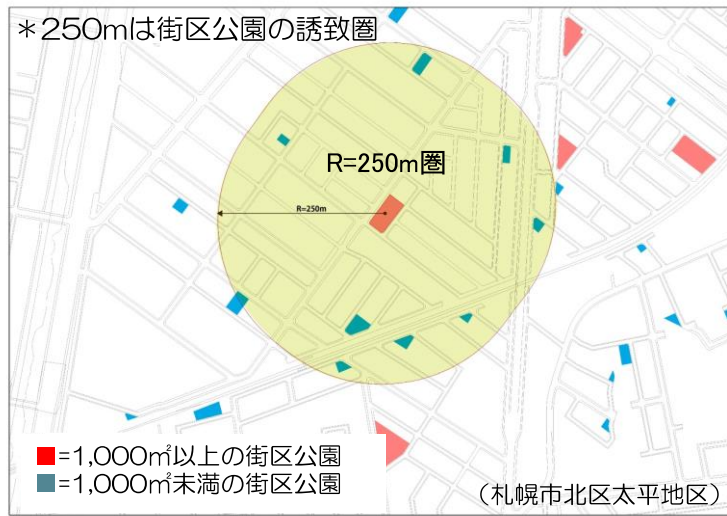 ＊250mは街区公園の誘致圏
R=250m圏
R=250m
■=1,000㎡以上の街区公園
■=1,000㎡未満の街区公園
（札幌市北区太平地区）